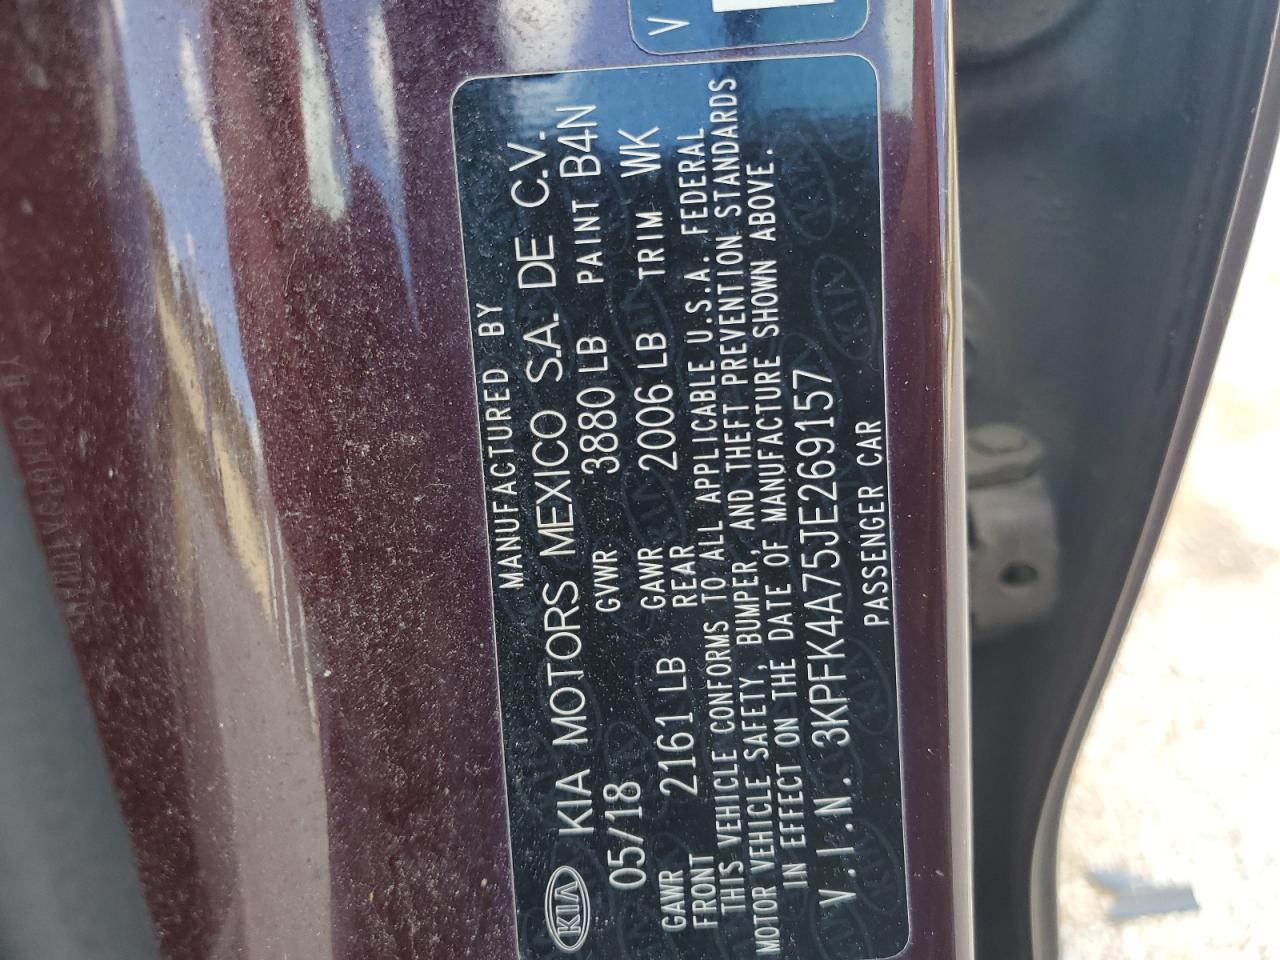 V
MANUFACTURED BY
KIA KIA MOTORS MEXICO S.A. DE C.V.
05/18 GVWR 3880 LB PAINT B4N
GAWR FRONT 2161 LB GAWR REAR 2006 LB TRIM WK
THIS VEHICLE CONFORMS TO ALL APPLICABLE U.S.A. FEDERAL
MOTOR VEHICLE SAFETY, BUMPER, AND THEFT PREVENTION STANDARDS
IN EFFECT ON THE DATE OF MANUFACTURE SHOWN ABOVE.
V.I.N. 3KPFK4A75JE269157
PASSENGER CAR